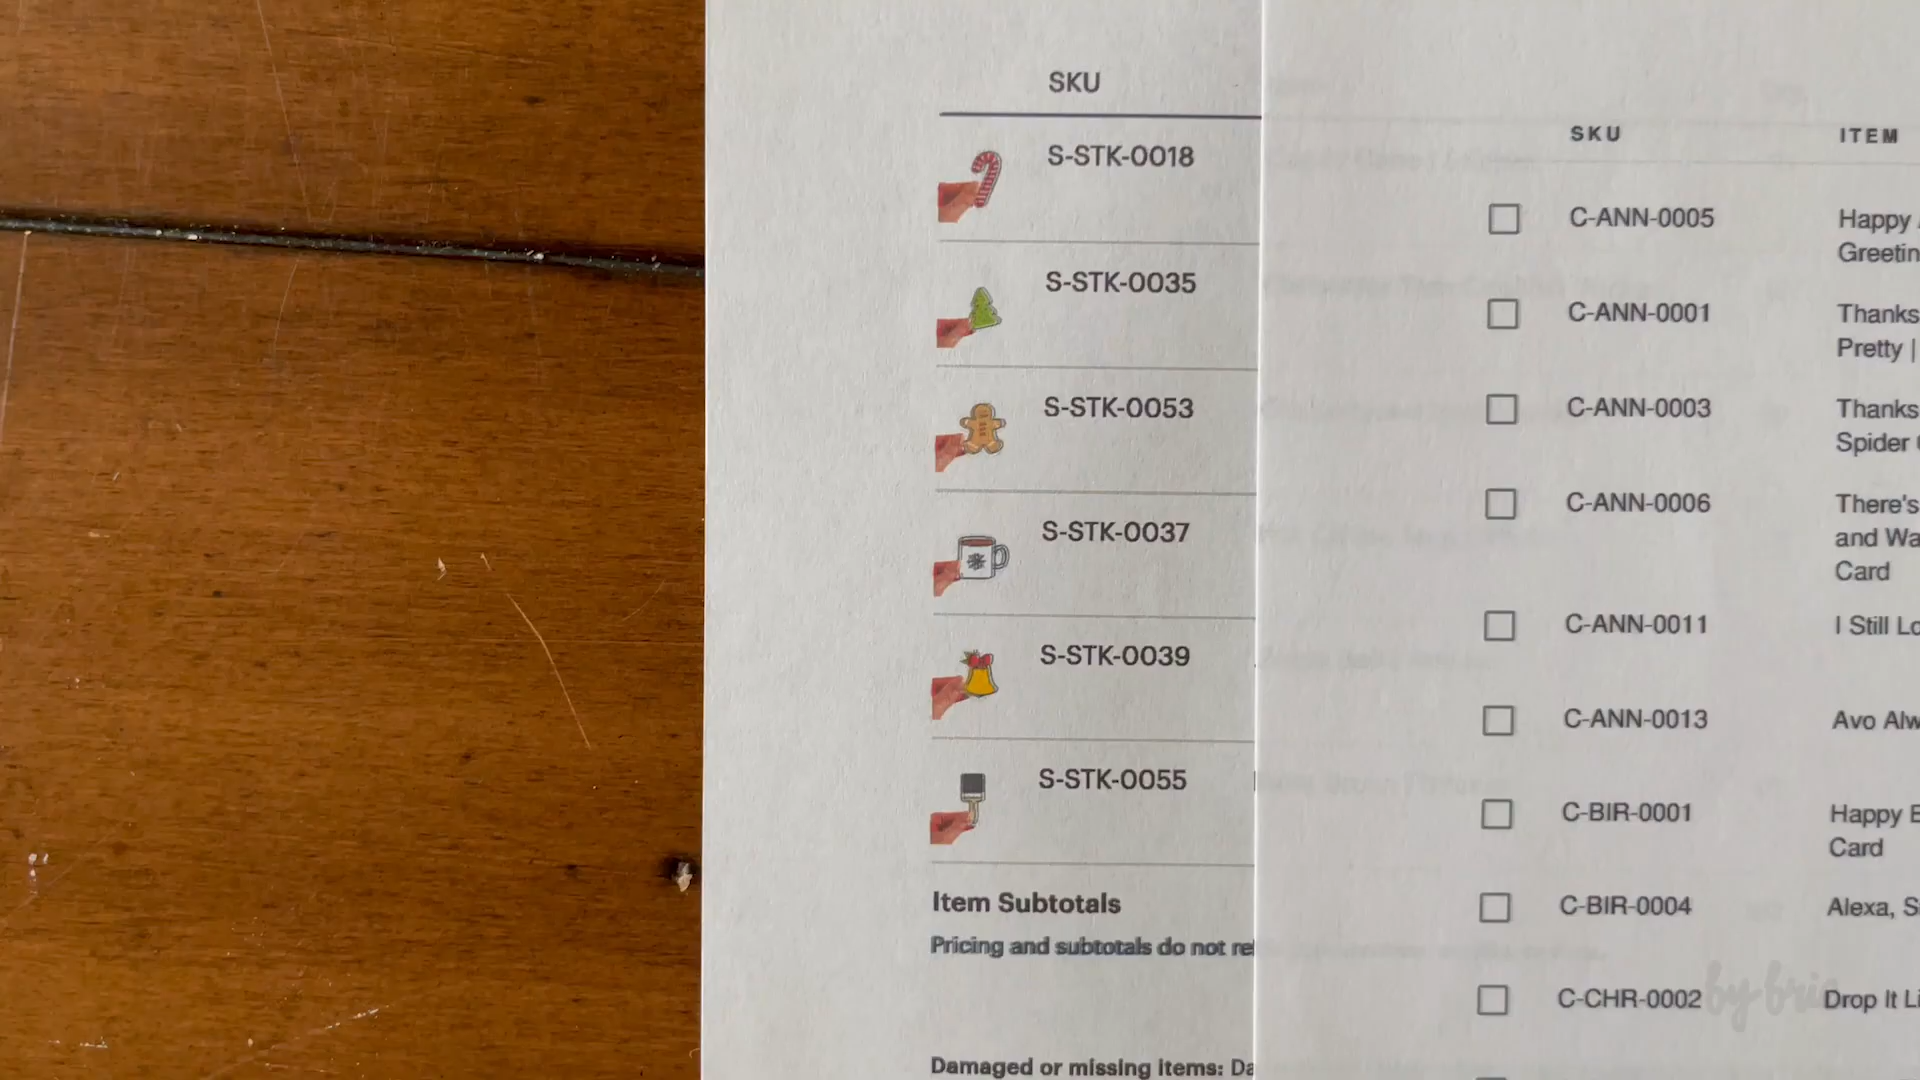 SKU
S-STK-0018
S-STK-0035
S-STK-0053
S-STK-0037
S-STK-0039
S-STK-0055
Item Subtotals
Pricing and subtotals do not re
Damaged or missing items: Da
SKU ITEM
C-ANN-0005 Happy
Greetin
C-ANN-0001 Thanks
Pretty |
C-ANN-0003 Thanks
Spider
C-ANN-0006 There's
and Wa
Card
C-ANN-0011 I Still Lo
C-ANN-0013 Avo Alw
C-BIR-0001 Happy B
Card
C-BIR-0004 Alexa, S
C-CHR-0002 Drop It Li
by brie